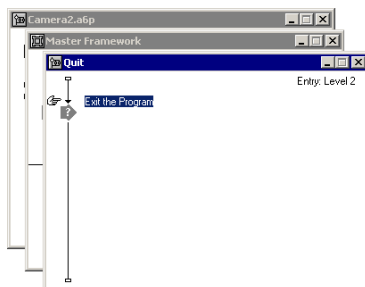 Camera2.a6p
Master Framework
Quit
Entry: Level 2
Exit the Program
?